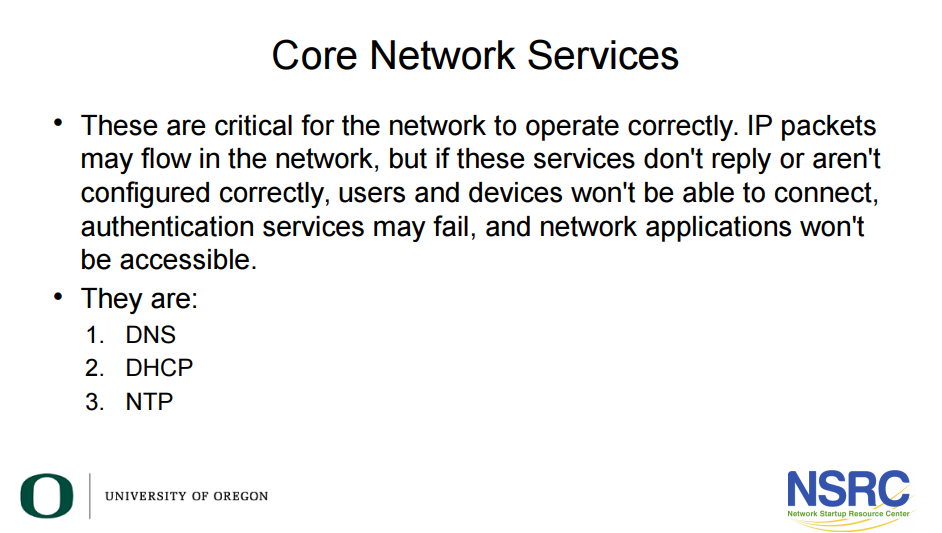 Core Network Services
• These are critical for the network to operate correctly. IP packets
may flow in the network, but if these services don't reply or aren't
configured correctly, users and devices won't be able to connect,
authentication services may fail, and network applications won't
be accessible.
• They are:
1. DNS
2. DHCP
3. NTP
O
UNIVERSITY OF OREGON
NSRC
Network Startup Resource Center